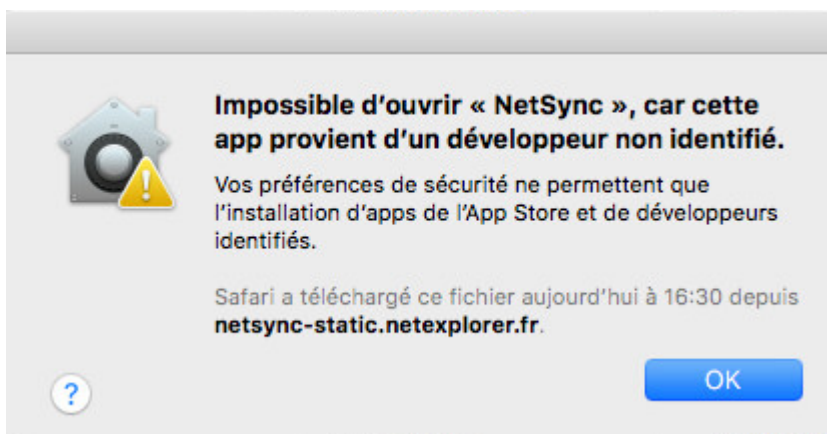 Impossible d'ouvrir « NetSync », car cette
app provient d'un développeur non identifié.
Vos préférences de sécurité ne permettent que
l'installation d'apps de l'App Store et de développeurs
identifiés.
Safari a téléchargé ce fichier aujourd'hui à 16:30 depuis
netsync-static.netexplorer.fr.
?
OK